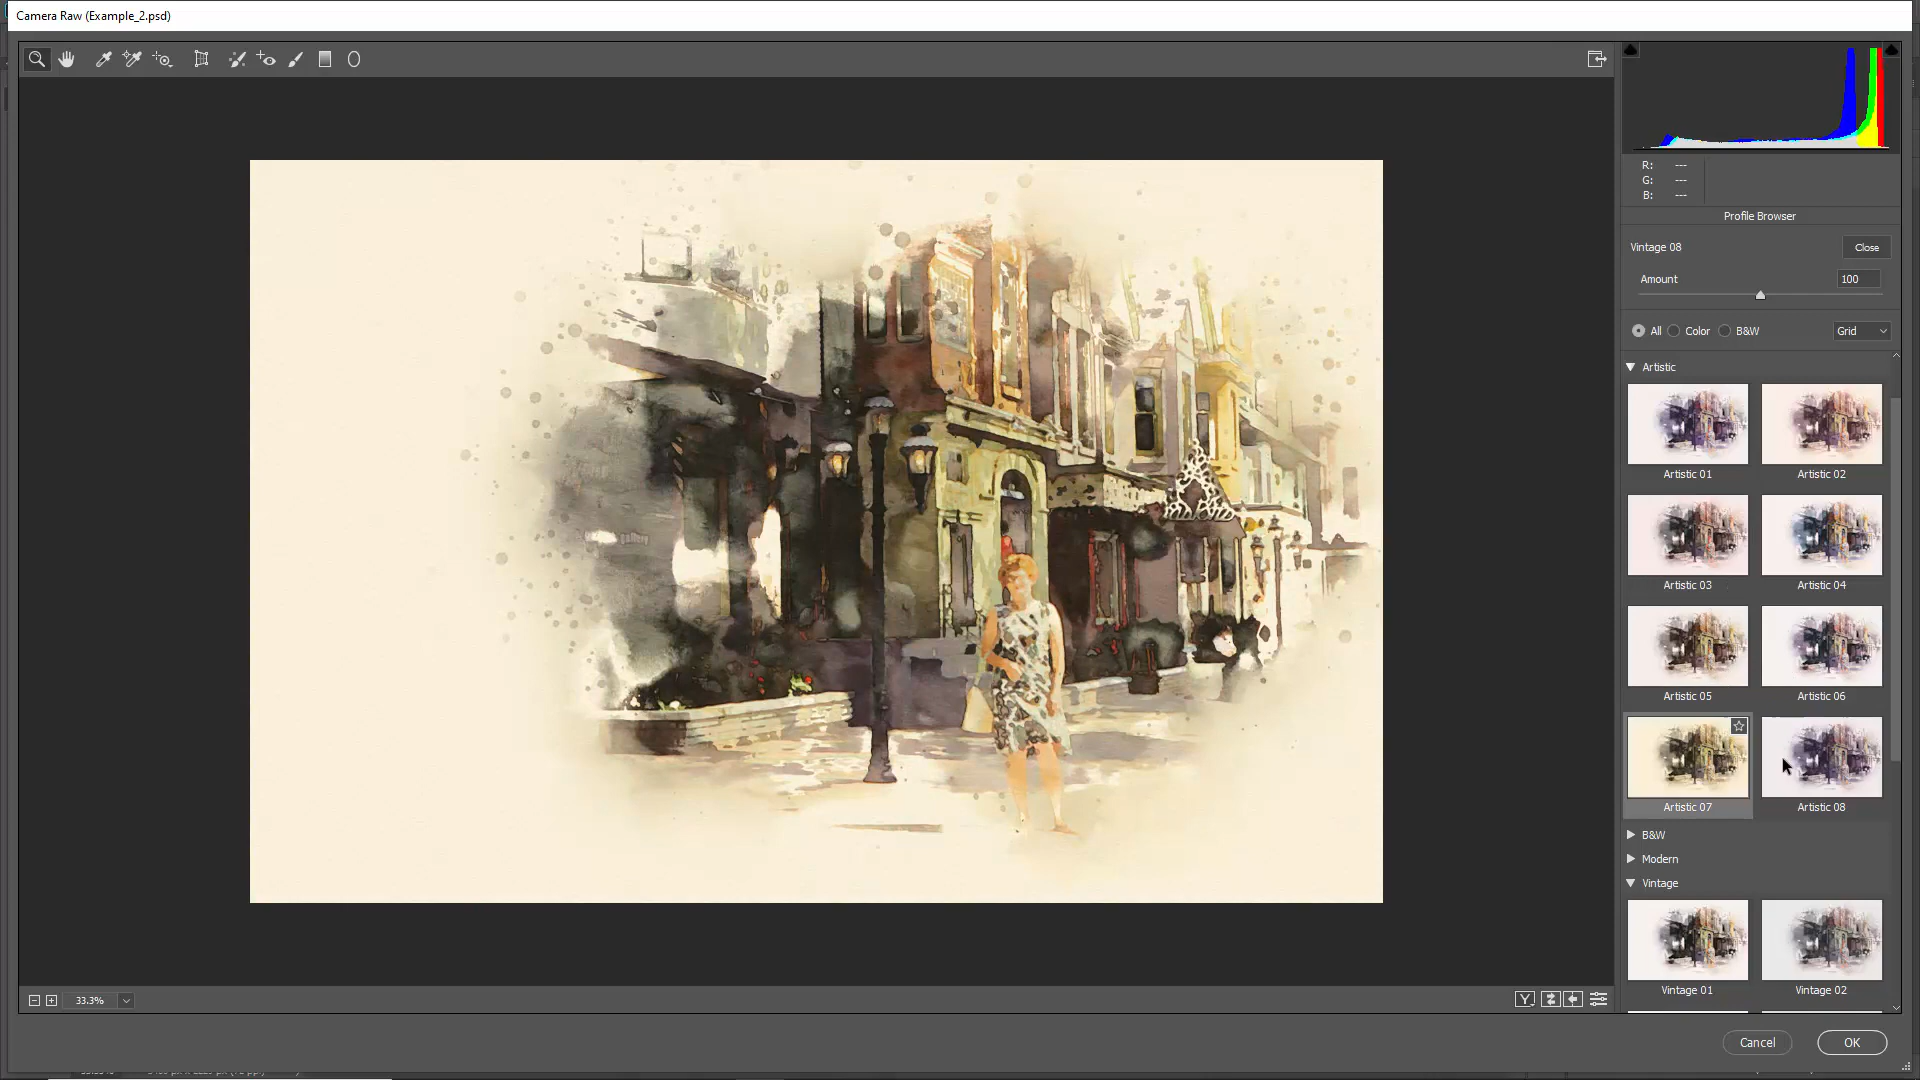 Camera Raw (Example_2.psd)
R: ---
G: ---
B: ---
Profile Browser
Vintage 08
Close
Amount
100
All
Color
B&W
Grid
Artistic
Artistic 01
Artistic 02
Artistic 03
Artistic 04
Artistic 05
Artistic 06
Artistic 07
Artistic 08
B&W
Modern
Vintage
Vintage 01
Vintage 02
gallery
33.3%
Y
Cancel
OK